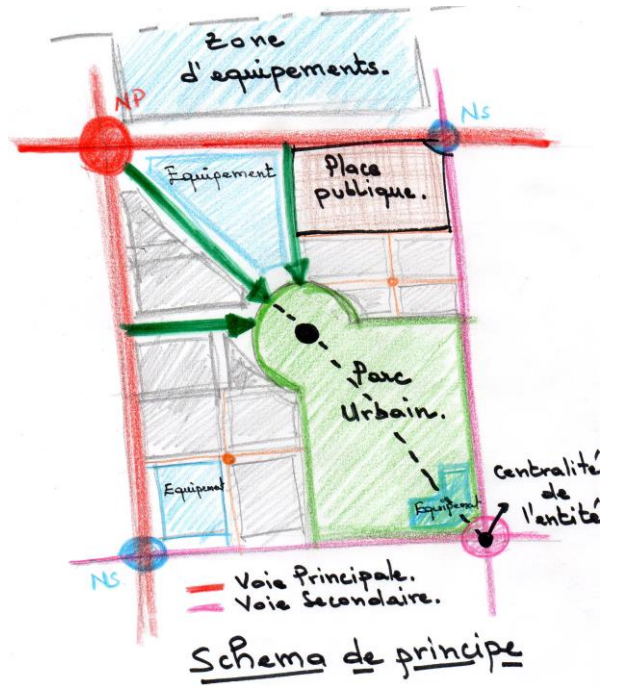 Zone
d'equipements.
NP
NS
Equipement
Place
publique.
Parc
Urbain.
Equipement
Equipement
centralité
de
l'entité
NS
Voie Principale.
Voie Secondaire.
Schema de principe